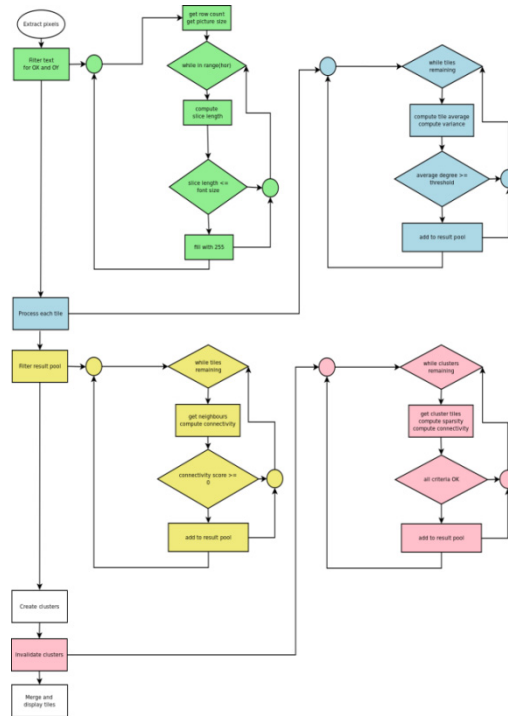 Extract pixels
Filter text
for OX and OY
get row count
get picture size
while in range(hor)
compute
slice length
slice length <=
font size
fill with 255
while tiles
remaining
compute tile average
compute variance
average degree >=
threshold
add to result pool
Process each tile
Filter result pool
while tiles
remaining
get neighbours
compute connectivity
connectivity score >=
0
add to result pool
while clusters
remaining
get cluster tiles
compute sparsity
compute connectivity
all criteria OK
add to result pool
Create clusters
Invalidate clusters
Merge and
display tiles